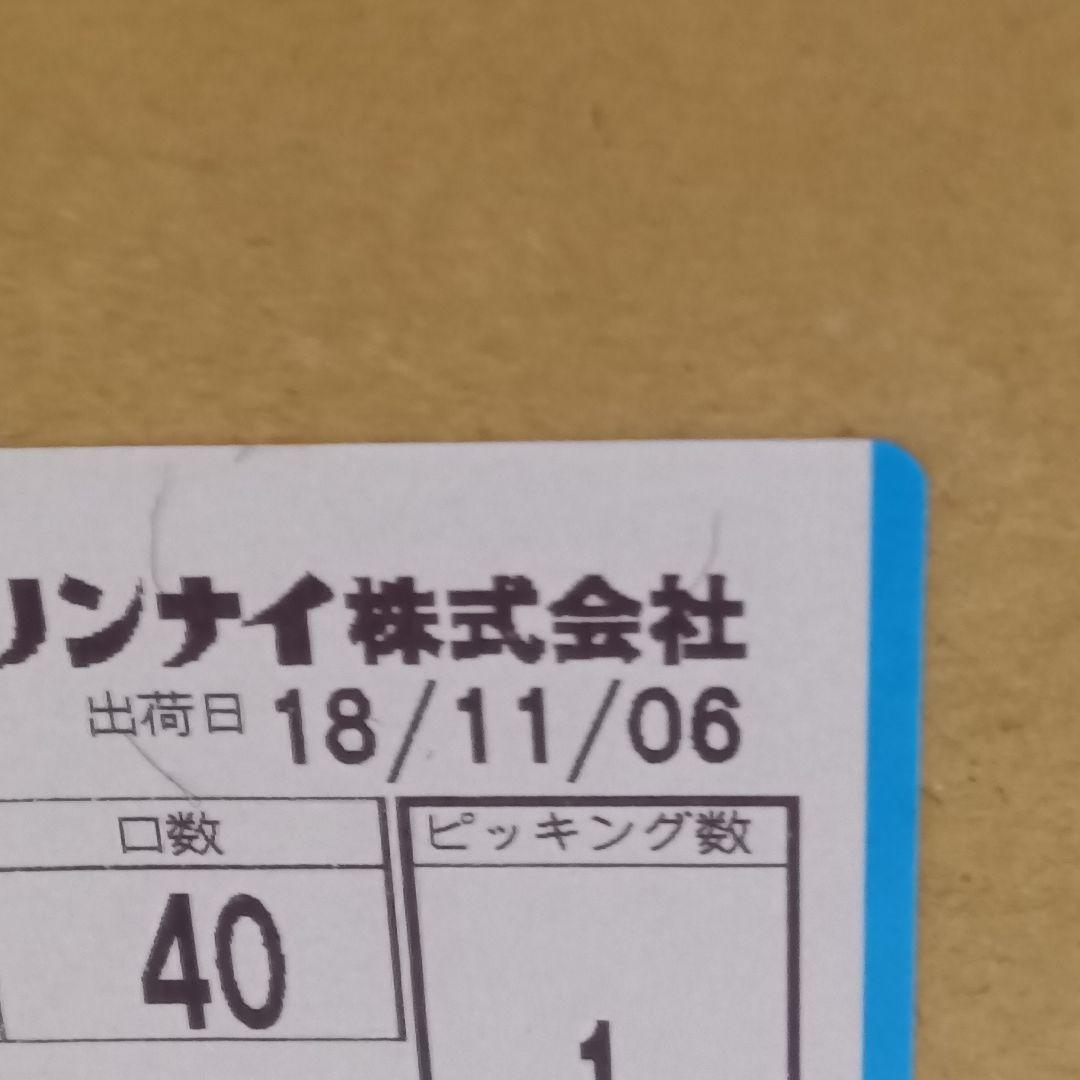 リンナイ株式会社
出荷日 18/11/06
口数 ピッキング数
40
1